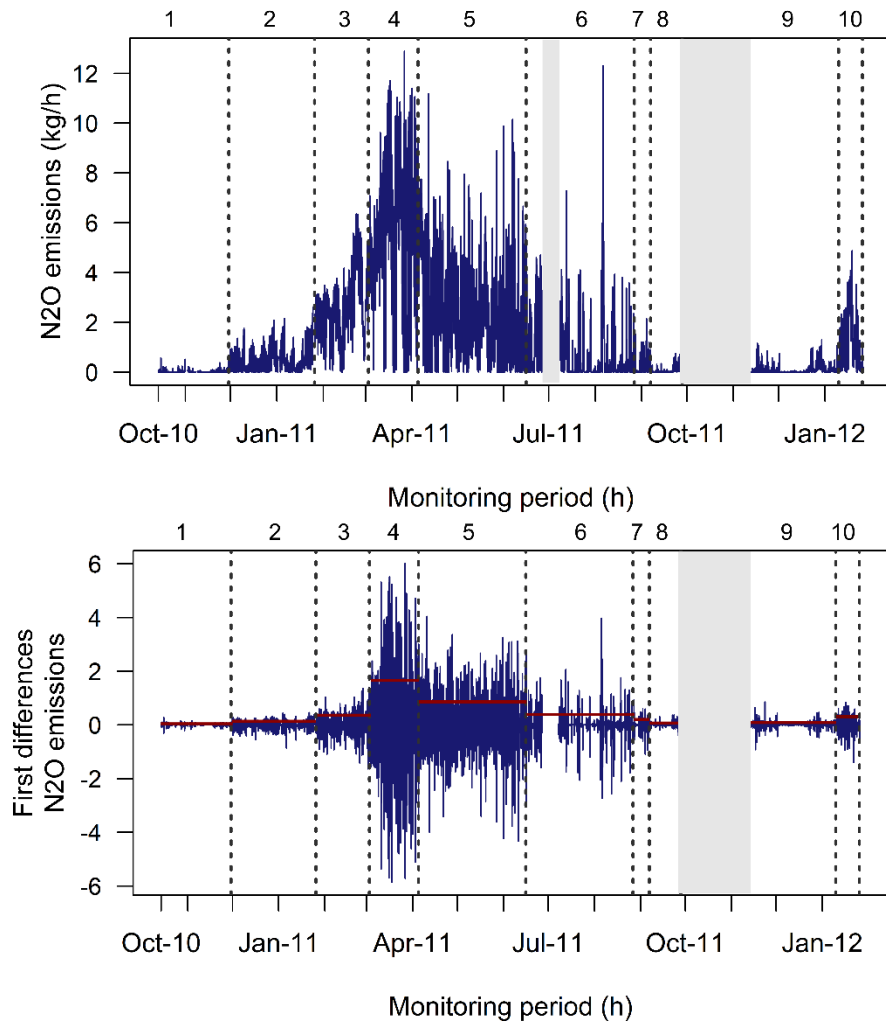 1 2 3 4 5 6 7 8 9 10
N2O emissions (kg/h)
12
10
8
6
4
2
0
Oct-10 Jan-11 Apr-11 Jul-11 Oct-11 Jan-12
Monitoring period (h)
1 2 3 4 5 6 7 8 9 10
First differences
N2O emissions
6
4
2
0
-2
-4
-6
Oct-10 Jan-11 Apr-11 Jul-11 Oct-11 Jan-12
Monitoring period (h)